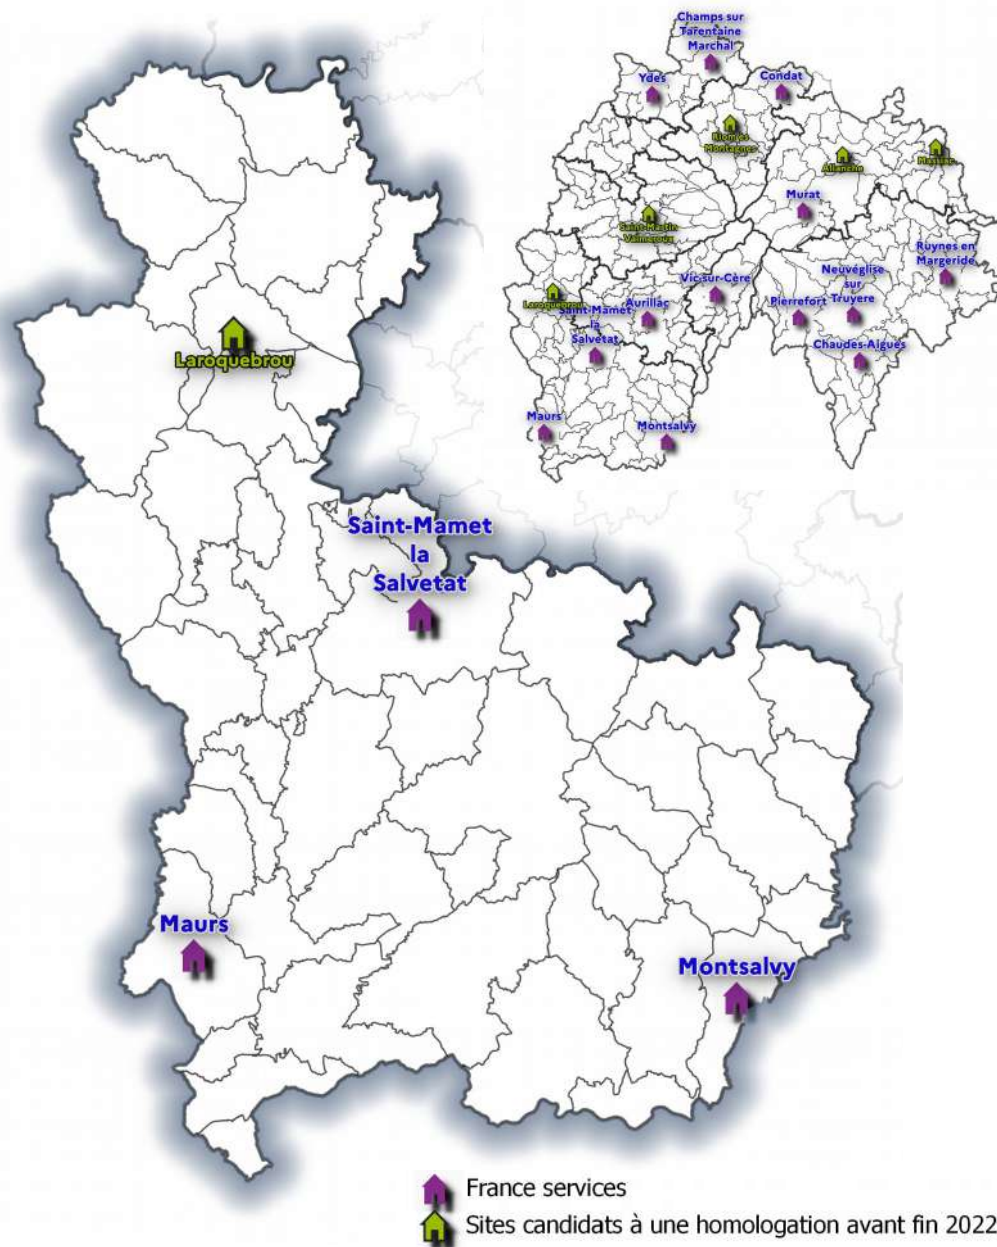 Champs sur
Tarentaine
Marchal
Ydes
Condat
Riom es
Montagnes
Allanche
Massiac
Murat
Saint-Martin
Valmeroux
Ruynes en
Margeride
Neuvéglise
sur
Truyere
Vic-sur-Cère
Pierrefort
Laroquebrou
Aurillac
Saint-Mamet
la
Salvetat
Chaudes-Aigues
Maurs
Montsalvy
Laroquebrou
Saint-Mamet
la
Salvetat
Maurs
Montsalvy
France services
Sites candidats à une homologation avant fin 2022